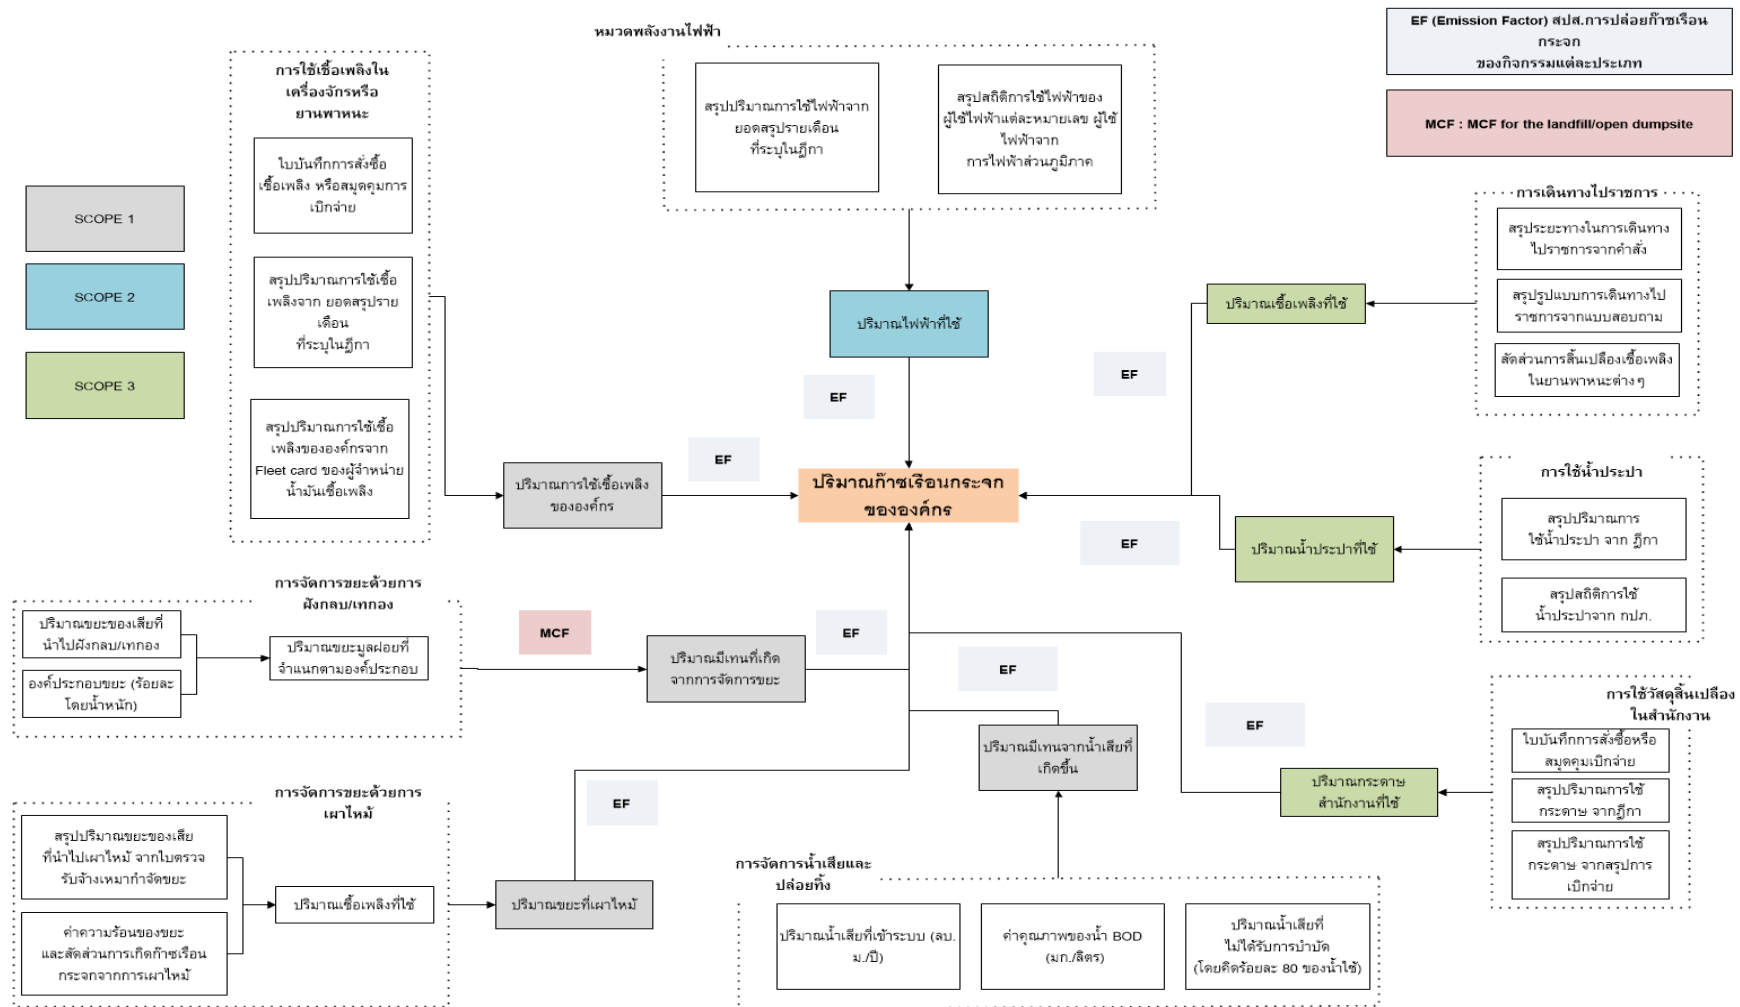 EF (Emission Factor) สปส.การปล่อยก๊าซเรือน
กระจก
ของกิจกรรมแต่ละประเภท
MCF : MCF for the landfill/open dumpsite
SCOPE 1
SCOPE 2
SCOPE 3
การใช้เชื้อเพลิงใน
เครื่องจักรหรือ
ยานพาหนะ
ใบบันทึกการสั่งซื้อ
เชื้อเพลิง หรือสมุดคุมการ
เบิกจ่าย
สรุปปริมาณการใช้เชื้อ
เพลิงจาก ยอดสรุปราย
เดือน
ที่ระบุในฎีกา
สรุปปริมาณการใช้เชื้อ
เพลิงขององค์กรจาก
Fleet card ของผู้จำหน่าย
น้ำมันเชื้อเพลิง
ปริมาณการใช้เชื้อเพลิง
ขององค์กร
EF
หมวดพลังงานไฟฟ้า
สรุปปริมาณการใช้ไฟฟ้าจาก
ยอดสรุปรายเดือน
ที่ระบุในฎีกา
สรุปสถิติการใช้ไฟฟ้าของ
ผู้ใช้ไฟฟ้าแต่ละหมายเลข ผู้ใช้
ไฟฟ้าจาก
การไฟฟ้าส่วนภูมิภาค
ปริมาณไฟฟ้าที่ใช้
EF
ปริมาณก๊าซเรือนกระจก
ขององค์กร
การเดินทางไปราชการ
สรุประยะทางในการเดินทาง
ไปราชการจากคำสั่ง
สรุปรูปแบบการเดินทางไป
ราชการจากแบบสอบถาม
สัดส่วนการสิ้นเปลืองเชื้อเพลิง
ในยานพาหนะต่างๆ
ปริมาณเชื้อเพลิงที่ใช้
EF
การใช้น้ำประปา
สรุปปริมาณการ
ใช้น้ำประปา จาก ฎีกา
สรุปสถิติการใช้
น้ำประปาจาก กปภ.
ปริมาณน้ำประปาที่ใช้
EF
การจัดการขยะด้วยการ
ฝังกลบ/เทกอง
ปริมาณขยะของเสียที่
นำไปฝังกลบ/เทกอง
องค์ประกอบขยะ (ร้อยละ
โดยน้ำหนัก)
ปริมาณขยะมูลฝอยที่
จำแนกตามองค์ประกอบ
MCF
ปริมาณมีเทนที่เกิด
จากการจัดการขยะ
EF
EF
ปริมาณมีเทนจากน้ำเสียที่
เกิดขึ้น
การใช้วัสดุสิ้นเปลือง
ในสำนักงาน
ใบบันทึกการสั่งซื้อหรือ
สมุดคุมเบิกจ่าย
สรุปปริมาณการใช้
กระดาษ จากฎีกา
สรุปปริมาณการใช้
กระดาษ จากสรุปการ
เบิกจ่าย
EF
ปริมาณกระดาษ
สำนักงานที่ใช้
การจัดการขยะด้วยการ
เผาไหม้
สรุปปริมาณขยะของเสีย
ที่นำไปเผาไหม้ จากใบตรวจ
รับจ้างเหมากำจัดขยะ
ค่าความร้อนของขยะ
และสัดส่วนการเกิดก๊าซเรือน
กระจกจากการเผาไหม้
ปริมาณเชื้อเพลิงที่ใช้
ปริมาณขยะที่เผาไหม้
EF
การจัดการน้ำเสียและ
ปล่อยทิ้ง
ปริมาณน้ำเสียที่เข้าระบบ (ลบ.
ม./ปี)
ค่าคุณภาพของน้ำ BOD
(มก./ลิตร)
ปริมาณน้ำเสียที่
ไม่ได้รับการบำบัด
(โดยคิดร้อยละ 80 ของน้ำใช้)